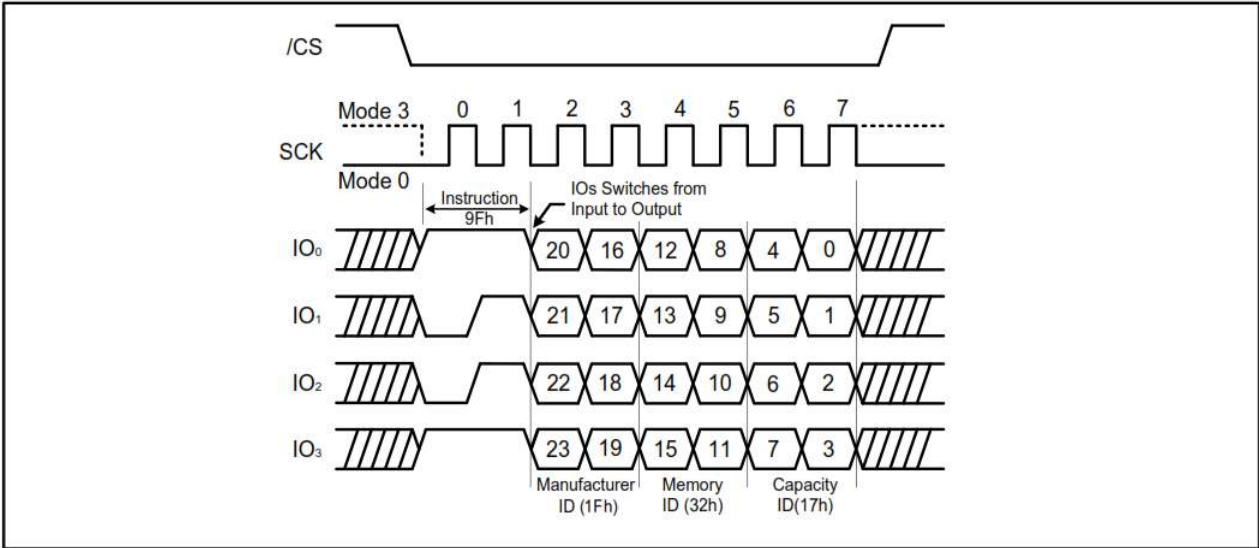 /CS
Mode 3 0 1 2 3 4 5 6 7
SCK
Mode 0
Instruction
9Fh
IOs Switches from
Input to Output
IO₀ 20 16 12 8 4 0
IO₁ 21 17 13 9 5 1
IO₂ 22 18 14 10 6 2
IO₃ 23 19 15 11 7 3
Manufacturer
ID (1Fh)
Memory
ID (32h)
Capacity
ID(17h)